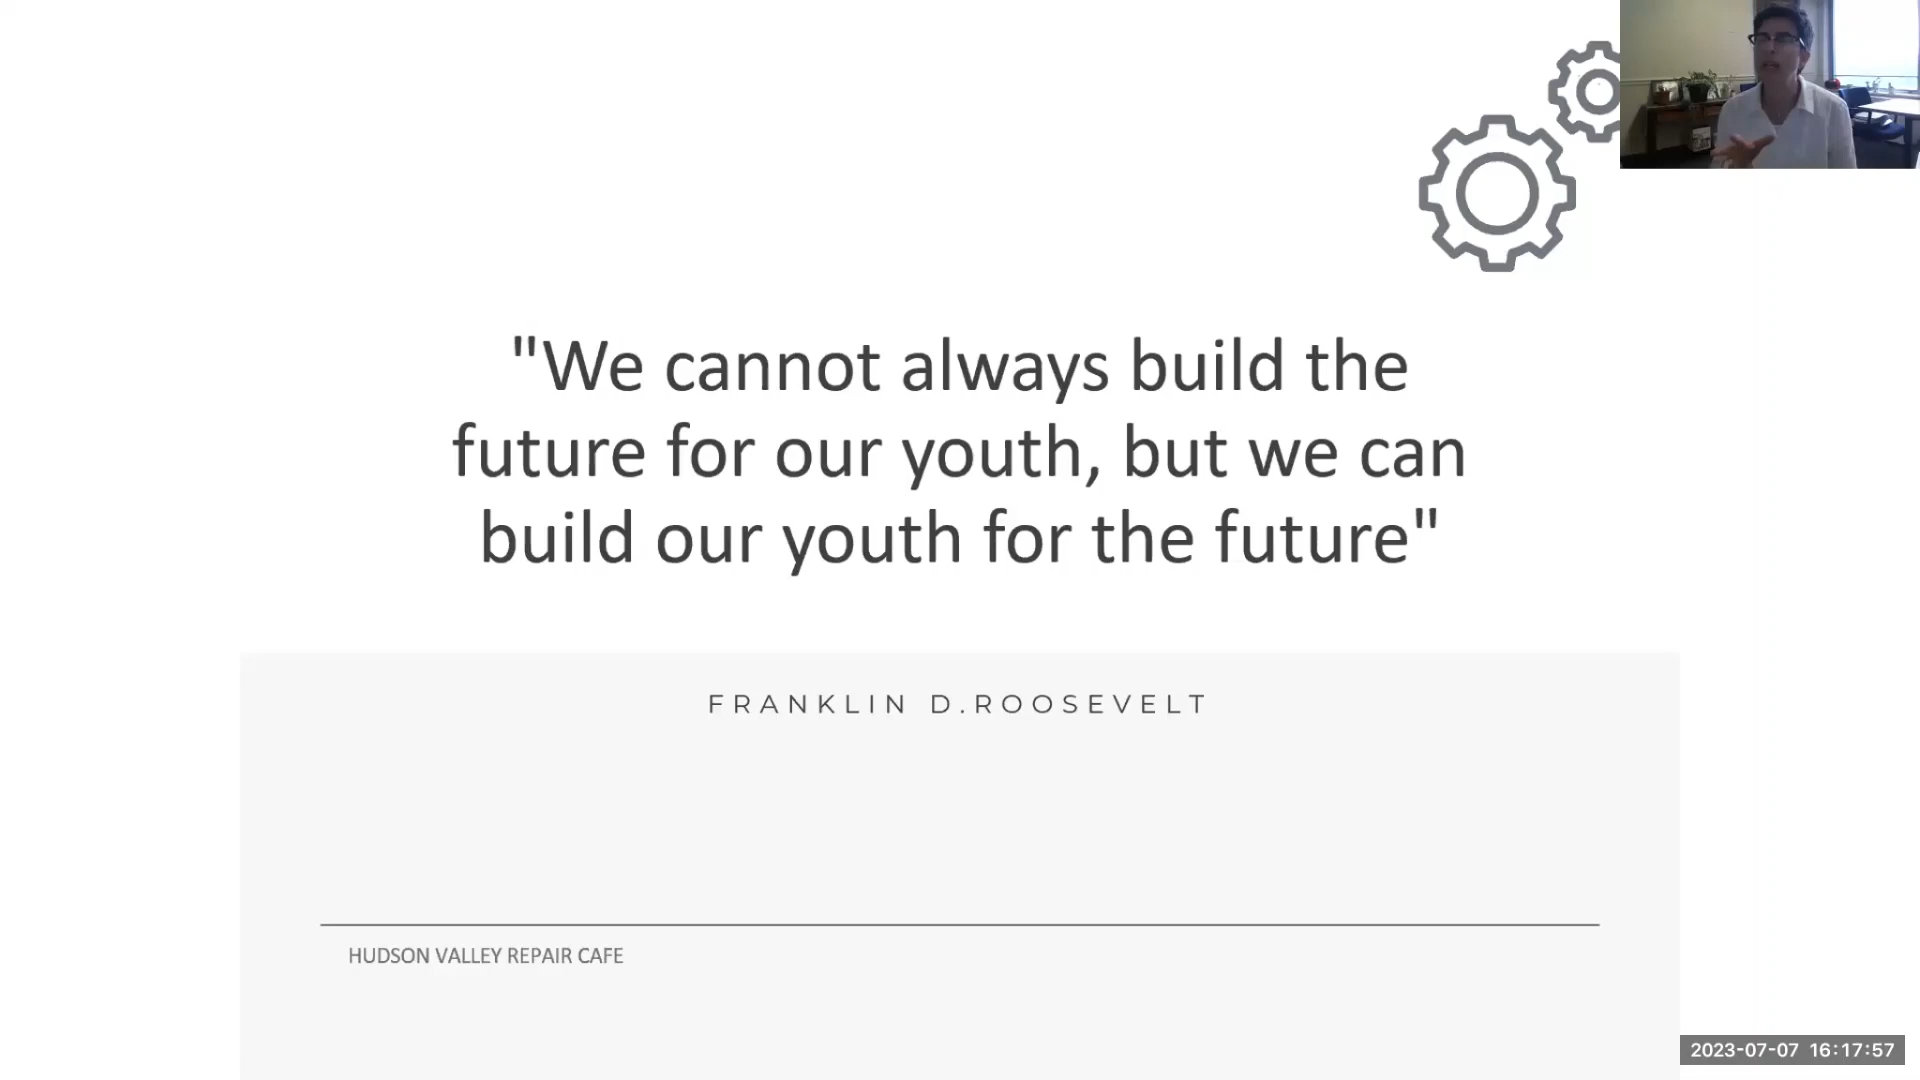 "We cannot always build the
future for our youth, but we can
build our youth for the future"
FRANKLIN D.ROOSEVELT
HUDSON VALLEY REPAIR CAFE
2023-07-07 16:17:57